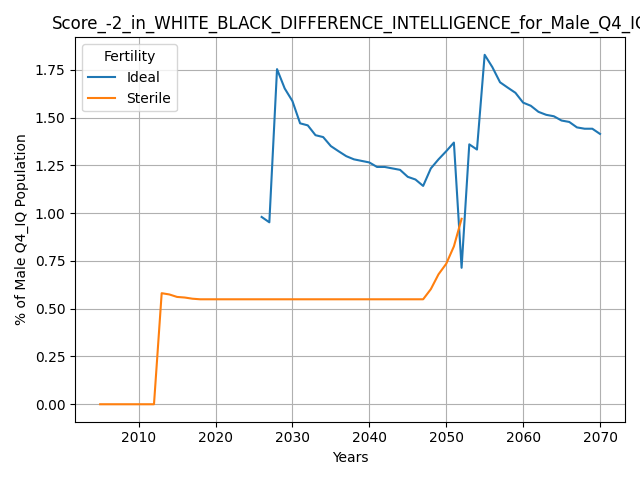 Score_-2_in_WHITE_BLACK_DIFFERENCE_INTELLIGENCE_for_Male_Q4_IQ
Fertility
Ideal
Sterile
% of Male Q4_IQ Population
1.75
1.50
1.25
1.00
0.75
0.50
0.25
0.00
2010 2020 2030 2040 2050 2060 2070
Years